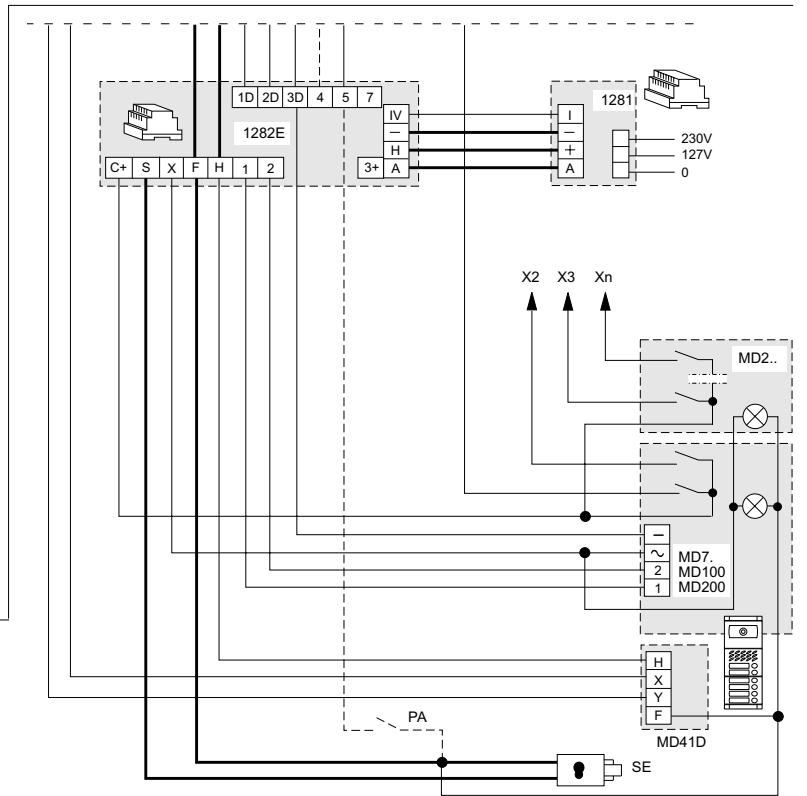 1D 2D 3D 4 5 7
1282E
IV
–
H
3+ A
C+ S X F H 1 2
1281
I
–
+
A
230V
127V
0
X2 X3 Xn
MD2..
–
~
2
1
MD7.
MD100
MD200
H
X
Y
F
MD41D
PA
SE